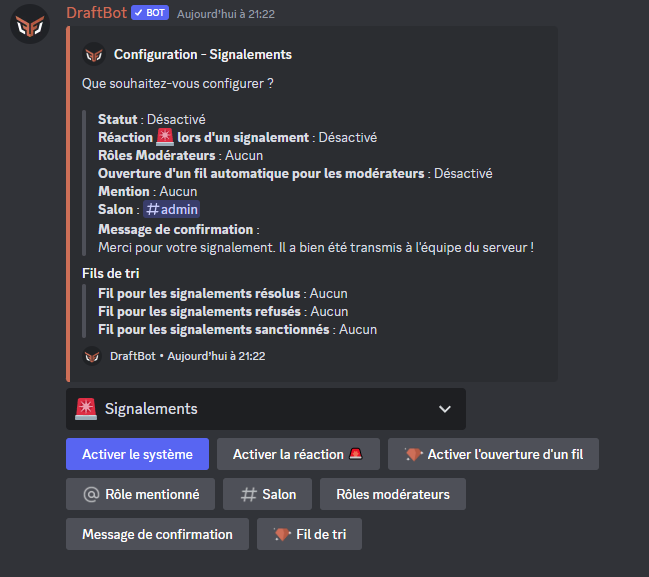 DraftBot ✓ BOT Aujourd'hui à 21:22
Configuration - Signalements
Que souhaitez-vous configurer ?
Statut : Désactivé
Réaction 🚨 lors d'un signalement : Désactivé
Rôles Modérateurs : Aucun
Ouverture d'un fil automatique pour les modérateurs : Désactivé
Mention : Aucun
Salon : #admin
Message de confirmation :
Merci pour votre signalement. Il a bien été transmis à l'équipe du serveur !
Fils de tri
Fil pour les signalements résolus : Aucun
Fil pour les signalements refusés : Aucun
Fil pour les signalements sanctionnés : Aucun
DraftBot • Aujourd'hui à 21:22
🚨 Signalements
Activer le système Activer la réaction 🚨 Activer l'ouverture d'un fil
@ Rôle mentionné # Salon Rôles modérateurs
Message de confirmation Fil de tri